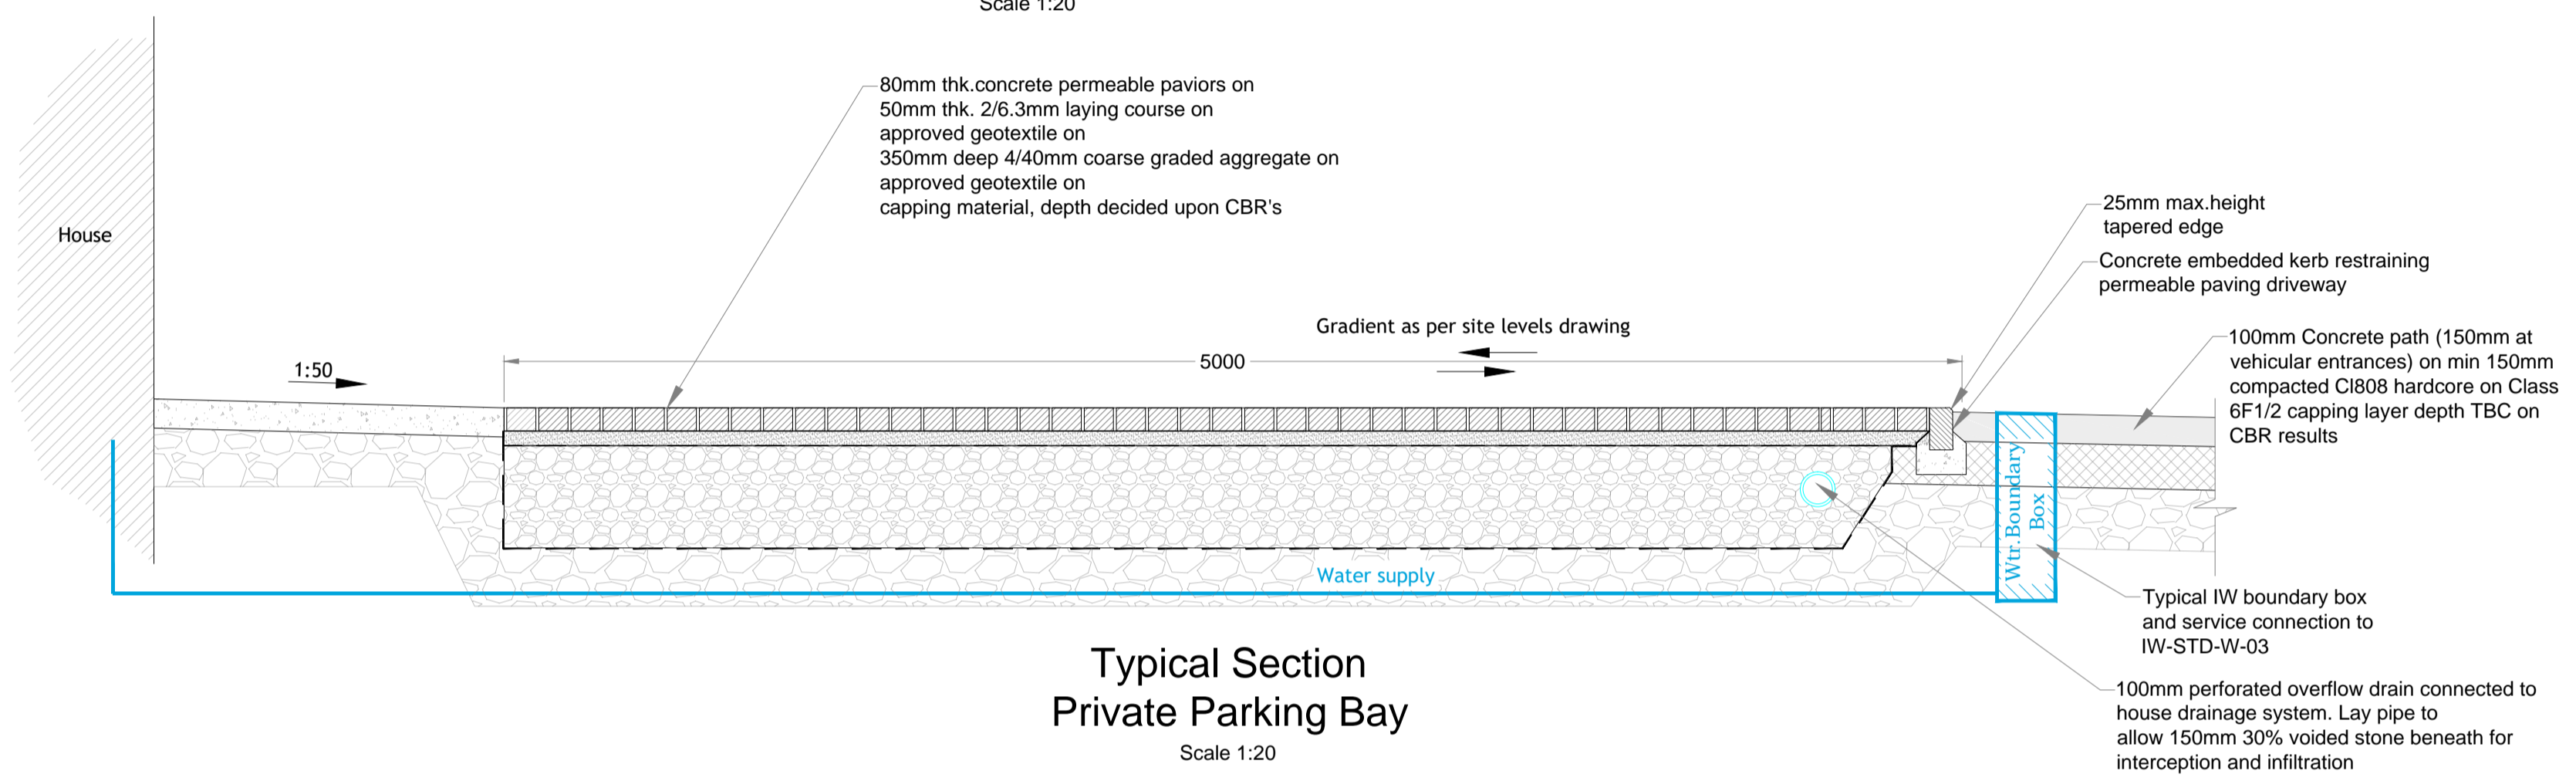 Scale 1:20
80mm thk.concrete permeable paviors on
50mm thk. 2/6.3mm laying course on
approved geotextile on
350mm deep 4/40mm coarse graded aggregate on
approved geotextile on
capping material, depth decided upon CBR's
House
1:50
Gradient as per site levels drawing
5000
25mm max.height
tapered edge
Concrete embedded kerb restraining
permeable paving driveway
100mm Concrete path (150mm at
vehicular entrances) on min 150mm
compacted Cl808 hardcore on Class
6F1/2 capping layer depth TBC on
CBR results
Wtr.Boundary
Box
Water supply
Typical IW boundary box
and service connection to
IW-STD-W-03
100mm perforated overflow drain connected to
house drainage system. Lay pipe to
allow 150mm 30% voided stone beneath for
interception and infiltration
Typical Section
Private Parking Bay
Scale 1:20